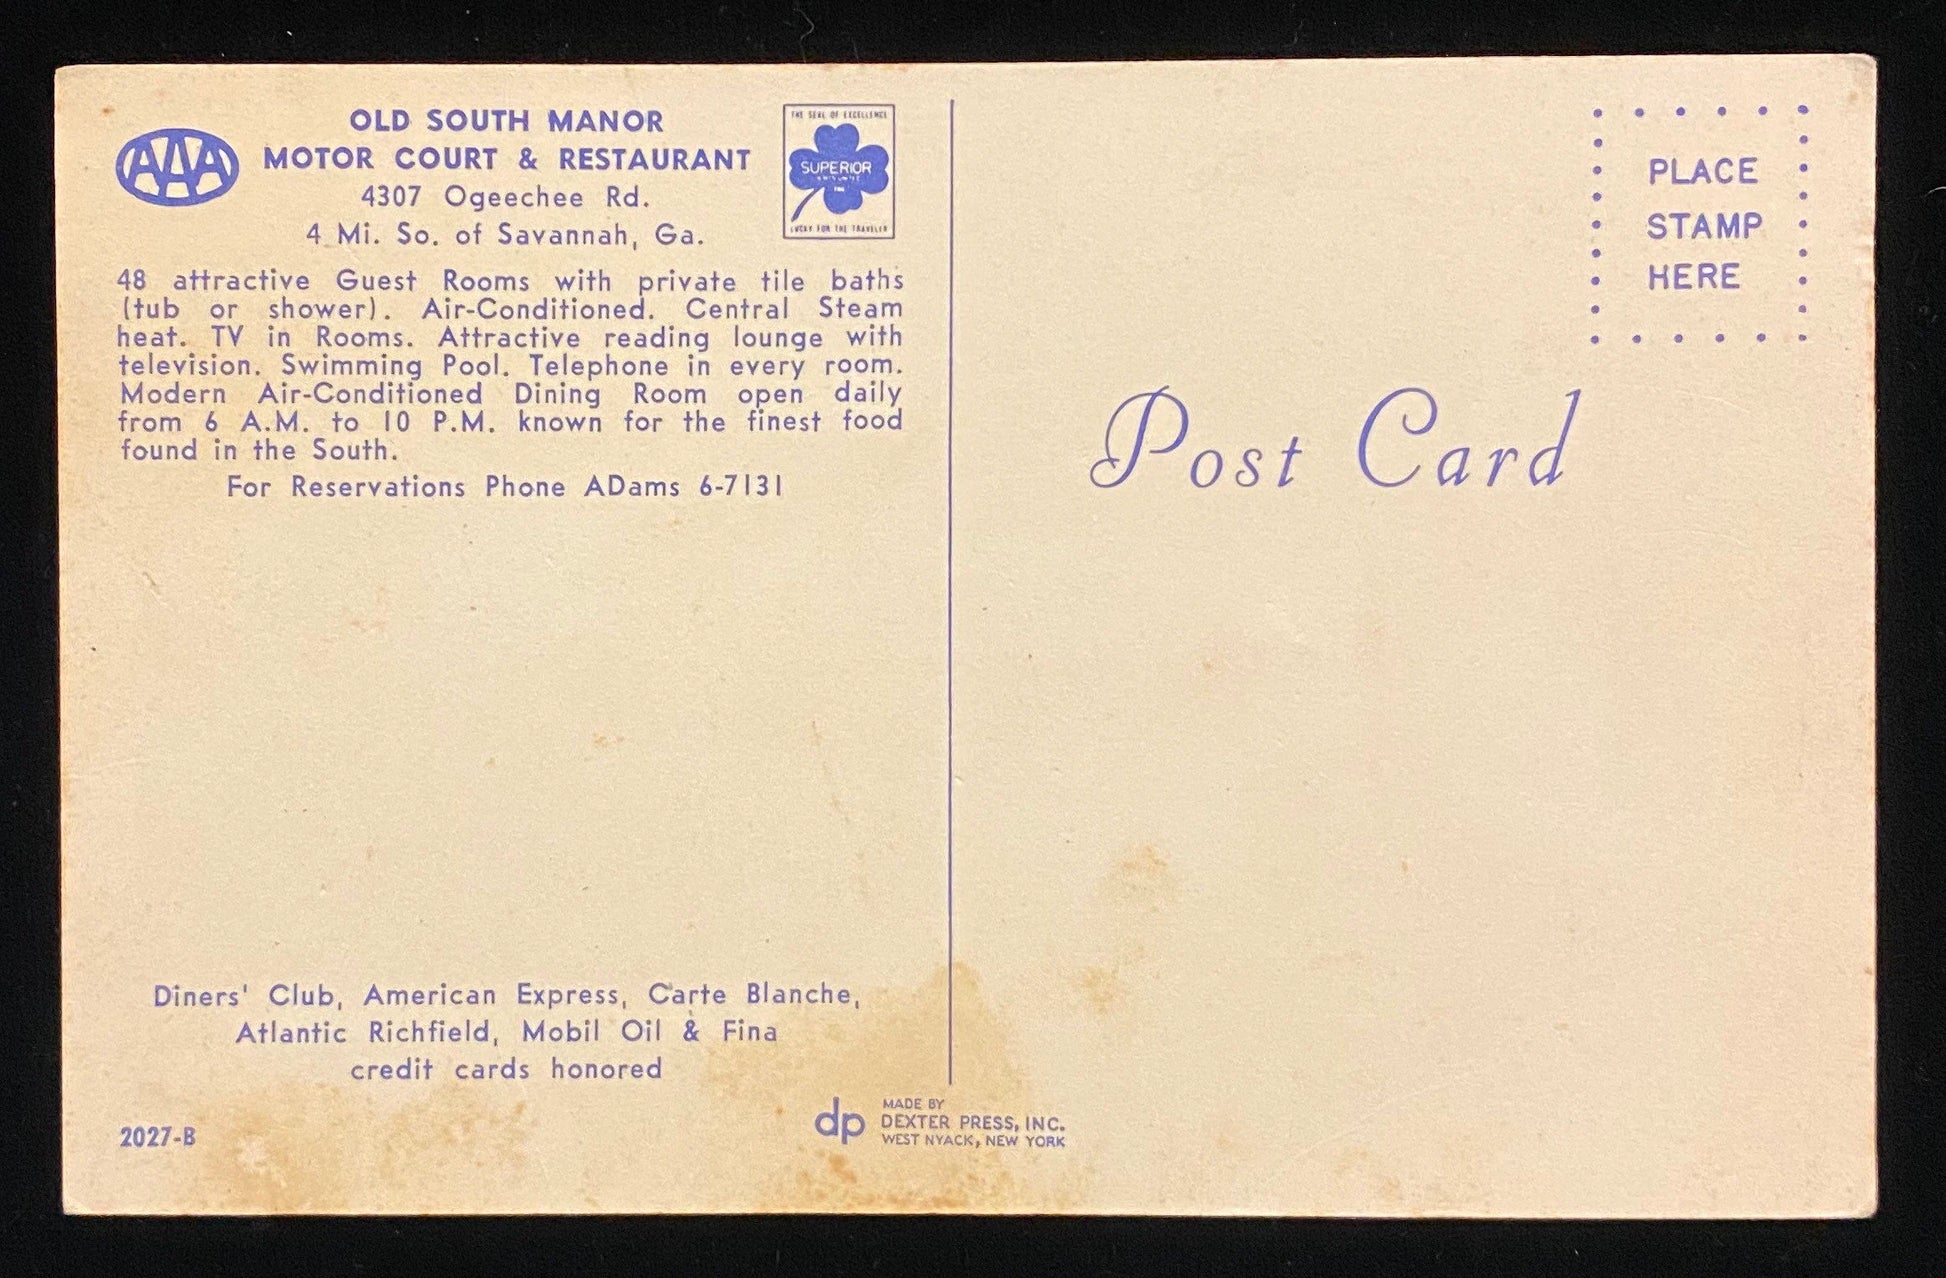 AAA
OLD SOUTH MANOR
MOTOR COURT & RESTAURANT
4307 Ogeechee Rd.
4 Mi. So. of Savannah, Ga.
THE SEAL OF EXCELLENCE
SUPERIOR
LUCKY FOR THE TRAVELER
48 attractive Guest Rooms with private tile baths
(tub or shower). Air-Conditioned. Central Steam
heat. TV in Rooms. Attractive reading lounge with
television. Swimming Pool. Telephone in every room.
Modern Air-Conditioned Dining Room open daily
from 6 A.M. to 10 P.M. known for the finest food
found in the South.
For Reservations Phone ADams 6-7131
Diners' Club, American Express, Carte Blanche,
Atlantic Richfield, Mobil Oil & Fina
credit cards honored
2027-B
dp
MADE BY
DEXTER PRESS, INC.
WEST NYACK, NEW YORK
PLACE
STAMP
HERE
Post Card